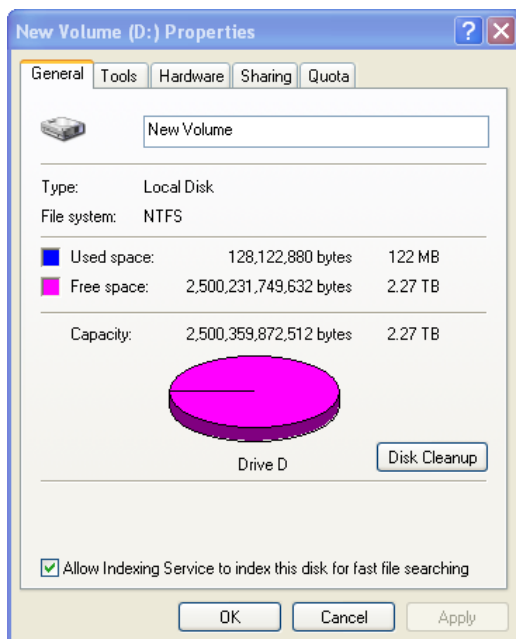 New Volume (D:) Properties
General Tools Hardware Sharing Quota
New Volume
Type: Local Disk
File system: NTFS
Used space: 128,122,880 bytes 122 MB
Free space: 2,500,231,749,632 bytes 2.27 TB
Capacity: 2,500,359,872,512 bytes 2.27 TB
Drive D
Disk Cleanup
Allow Indexing Service to index this disk for fast file searching
OK Cancel Apply